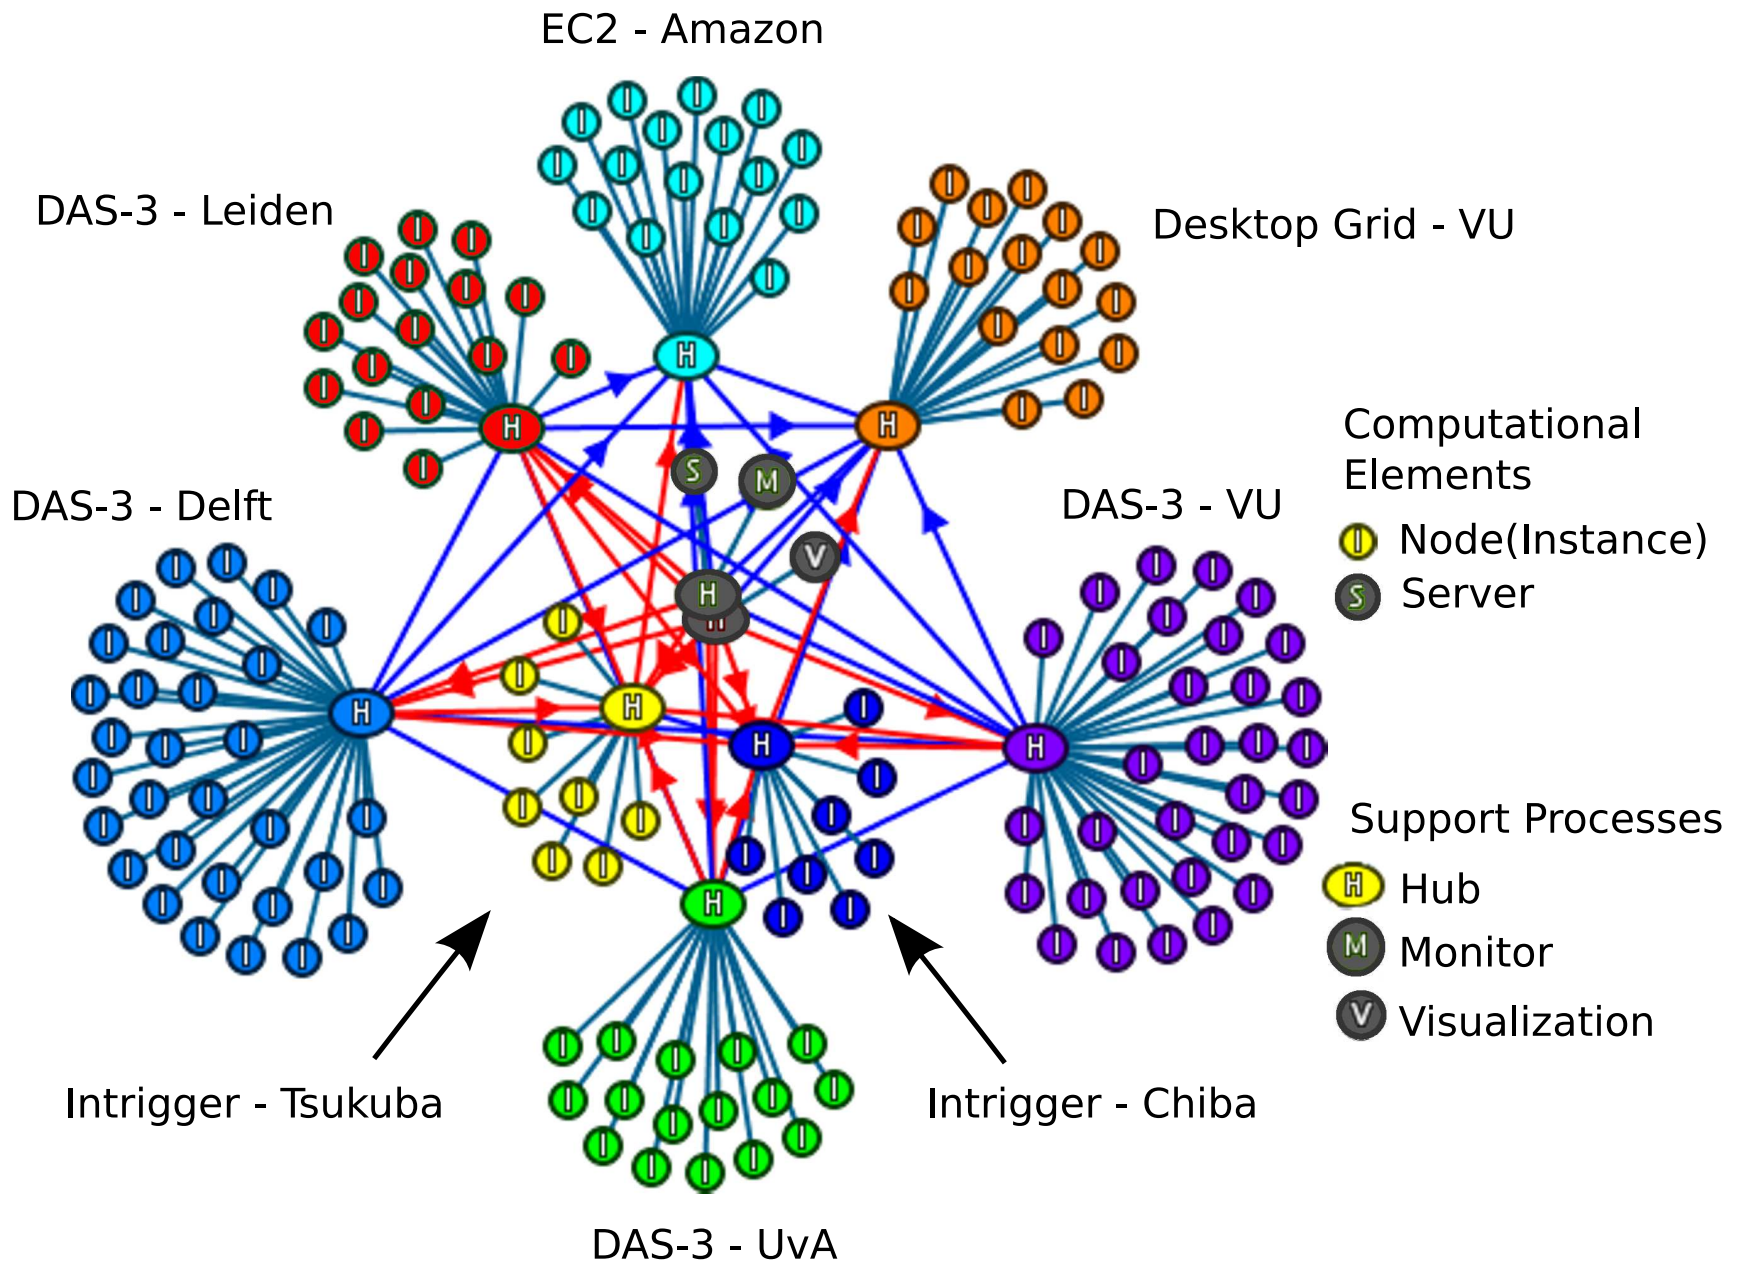 EC2 - Amazon
DAS-3 - Leiden
Desktop Grid - VU
Computational
Elements
DAS-3 - Delft
DAS-3 - VU
Node(Instance)
Server
Support Processes
Hub
Monitor
Visualization
Intrigger - Tsukuba
Intrigger - Chiba
DAS-3 - UvA